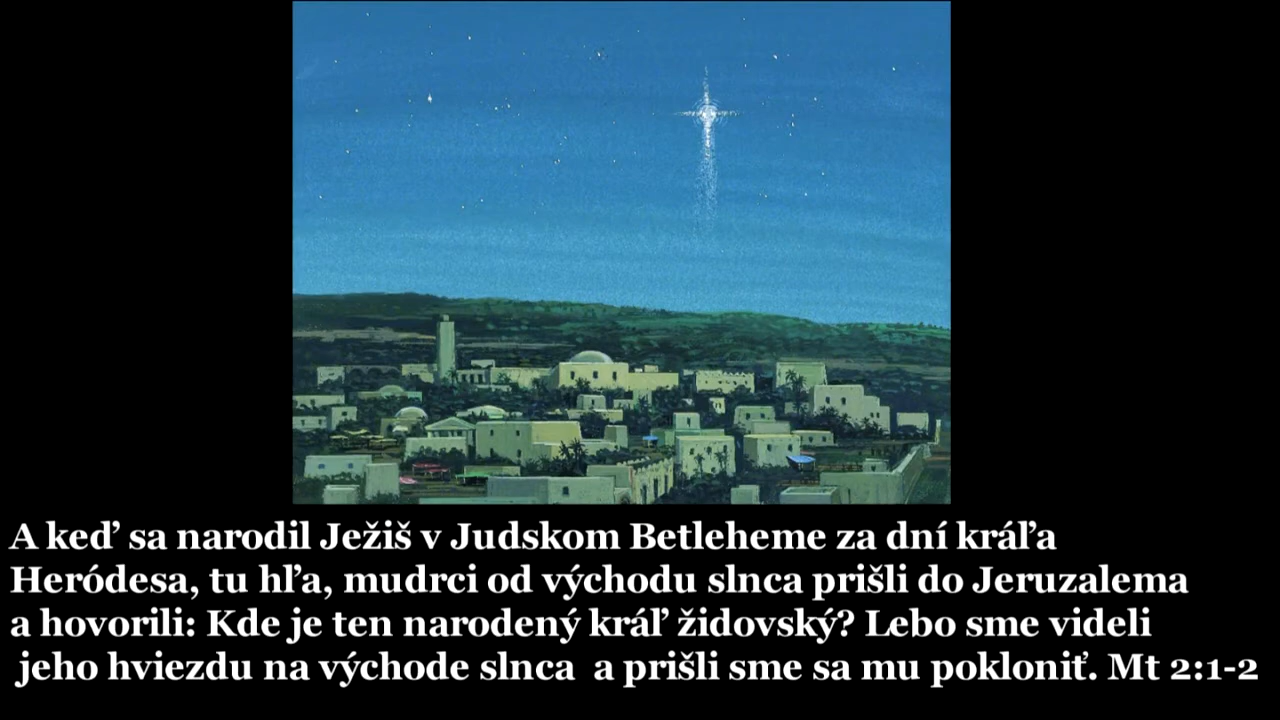 A keď sa narodil Ježiš v Judskom Betleheme za dní kráľa
Heródesa, tu hľa, mudrci od východu slnca prišli do Jeruzalema
a hovorili: Kde je ten narodený kráľ židovský? Lebo sme videli
jeho hviezdu na východe slnca  a prišli sme sa mu pokloniť. Mt 2:1-2